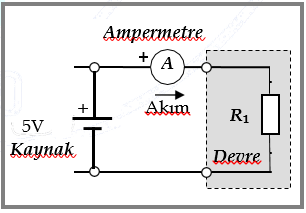 Ampermetre
+
A
Akım
+
R1
5V
Kaynak
Devre